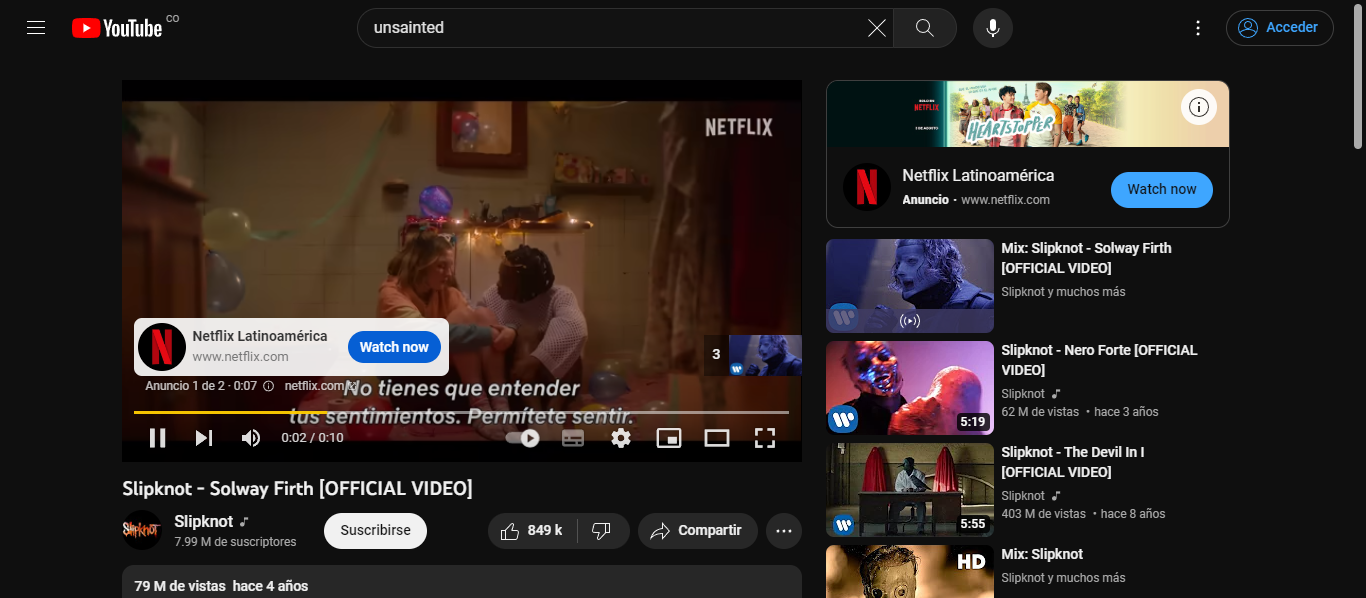 YouTube CO
unsainted
Acceder
NETFLIX
Netflix Latinoamérica
www.netflix.com
Watch now
3
Anuncio 1 de 2 · 0:07
netflix.com
No tienes que entender
tus sentimientos. Permítete sentir.
0:02 / 0:10
Slipknot - Solway Firth [OFFICIAL VIDEO]
SLIPKNOT
Slipknot
7.99 M de suscriptores
Suscribirse
849 k
Compartir
79 M de vistas hace 4 años
NETFLIX
HEARTSTOPPER
Netflix Latinoamérica
Anuncio · www.netflix.com
Watch now
Mix: Slipknot - Solway Firth
[OFFICIAL VIDEO]
Slipknot y muchos más
Slipknot - Nero Forte [OFFICIAL
VIDEO]
Slipknot
62 M de vistas • hace 3 años
5:19
Slipknot - The Devil In I
[OFFICIAL VIDEO]
Slipknot
403 M de vistas • hace 8 años
5:55
HD
Mix: Slipknot
Slipknot y muchos más